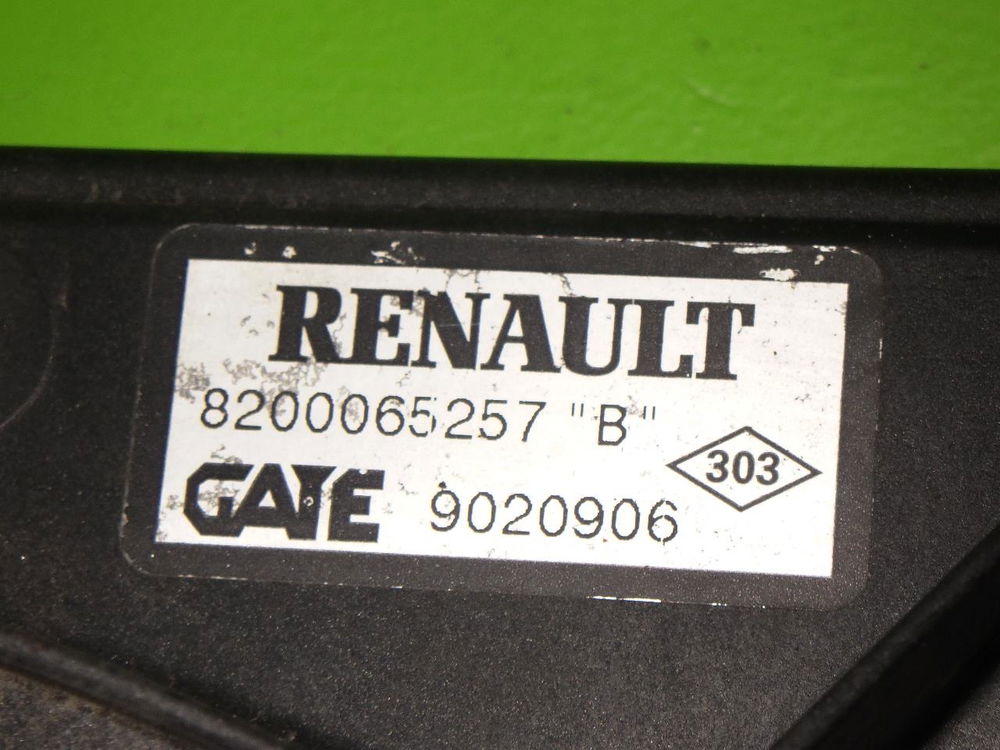 RENAULT
8200065257 "B"
303
GATE 9020906